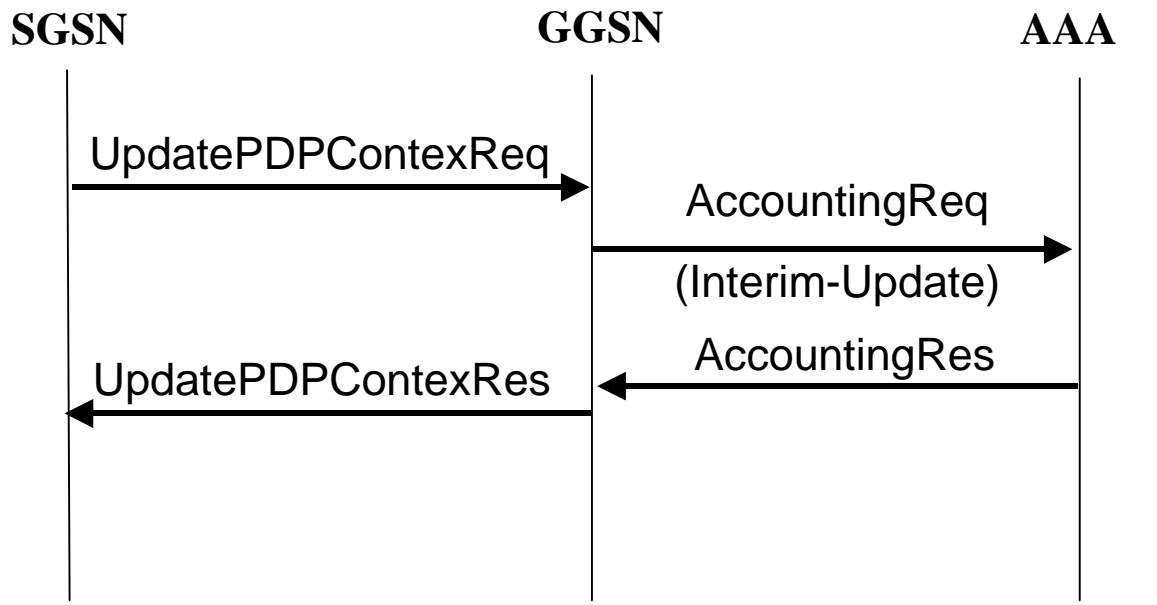 SGSN
GGSN
AAA
UpdatePDPContexReq
AccountingReq
(Interim-Update)
AccountingRes
UpdatePDPContexRes